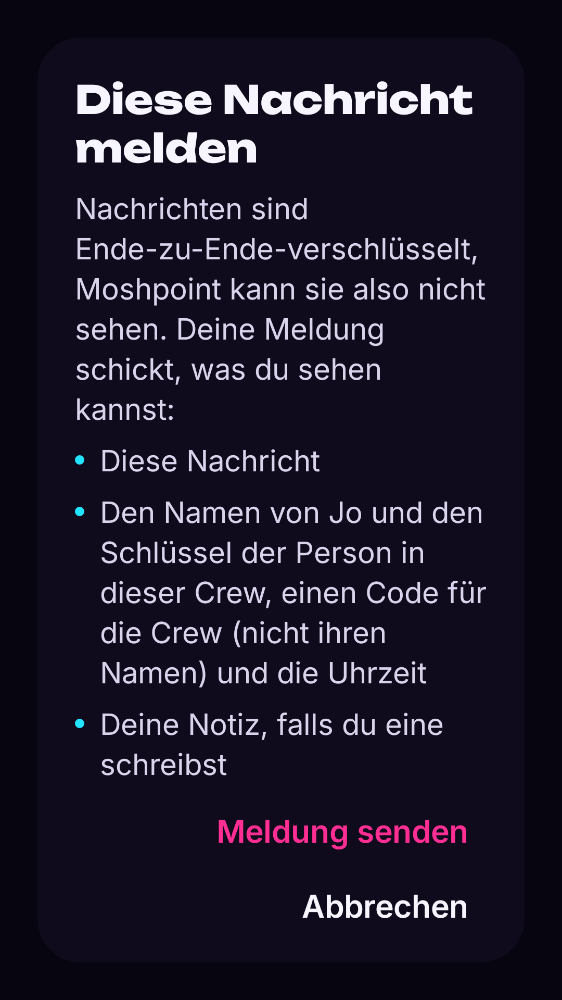 Diese Nachricht
melden
Nachrichten sind
Ende-zu-Ende-verschlüsselt,
Moshpoint kann sie also nicht
sehen. Deine Meldung
schickt, was du sehen
kannst:
• Diese Nachricht
• Den Namen von Jo und den
Schlüssel der Person in
dieser Crew, einen Code für
die Crew (nicht ihren
Namen) und die Uhrzeit
• Deine Notiz, falls du eine
schreibst
Meldung senden
Abbrechen